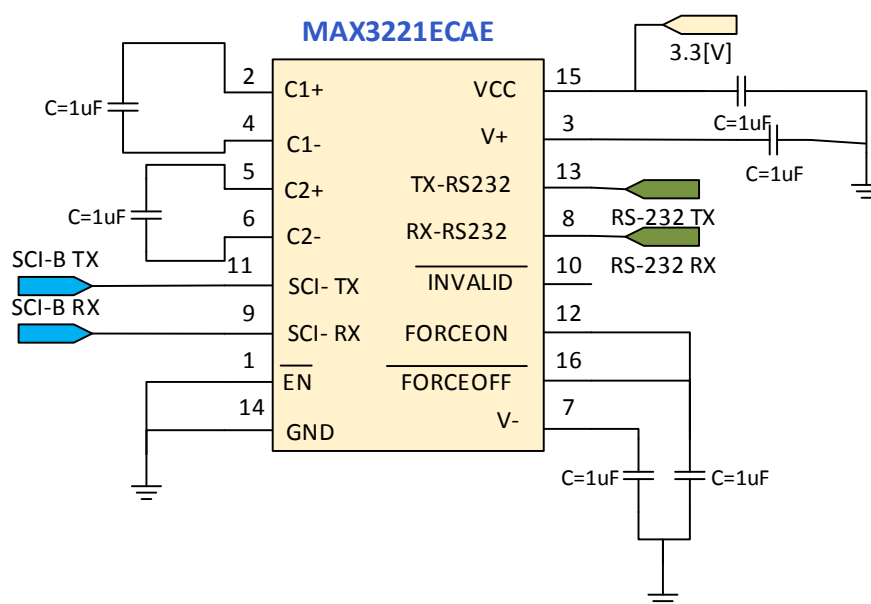 MAX3221ECAE
3.3[V]
2
C1+
VCC
15
C=1uF
4
C1-
V+
3
C=1uF
5
C2+
TX-RS232
13
C=1uF
C=1uF
6
C2-
RX-RS232
8
RS-232 TX
SCI-B TX
11
SCI- TX
INVALID
10
RS-232 RX
SCI-B RX
9
SCI- RX
FORCEON
12
1
EN
FORCEOFF
16
14
GND
V-
7
C=1uF
C=1uF